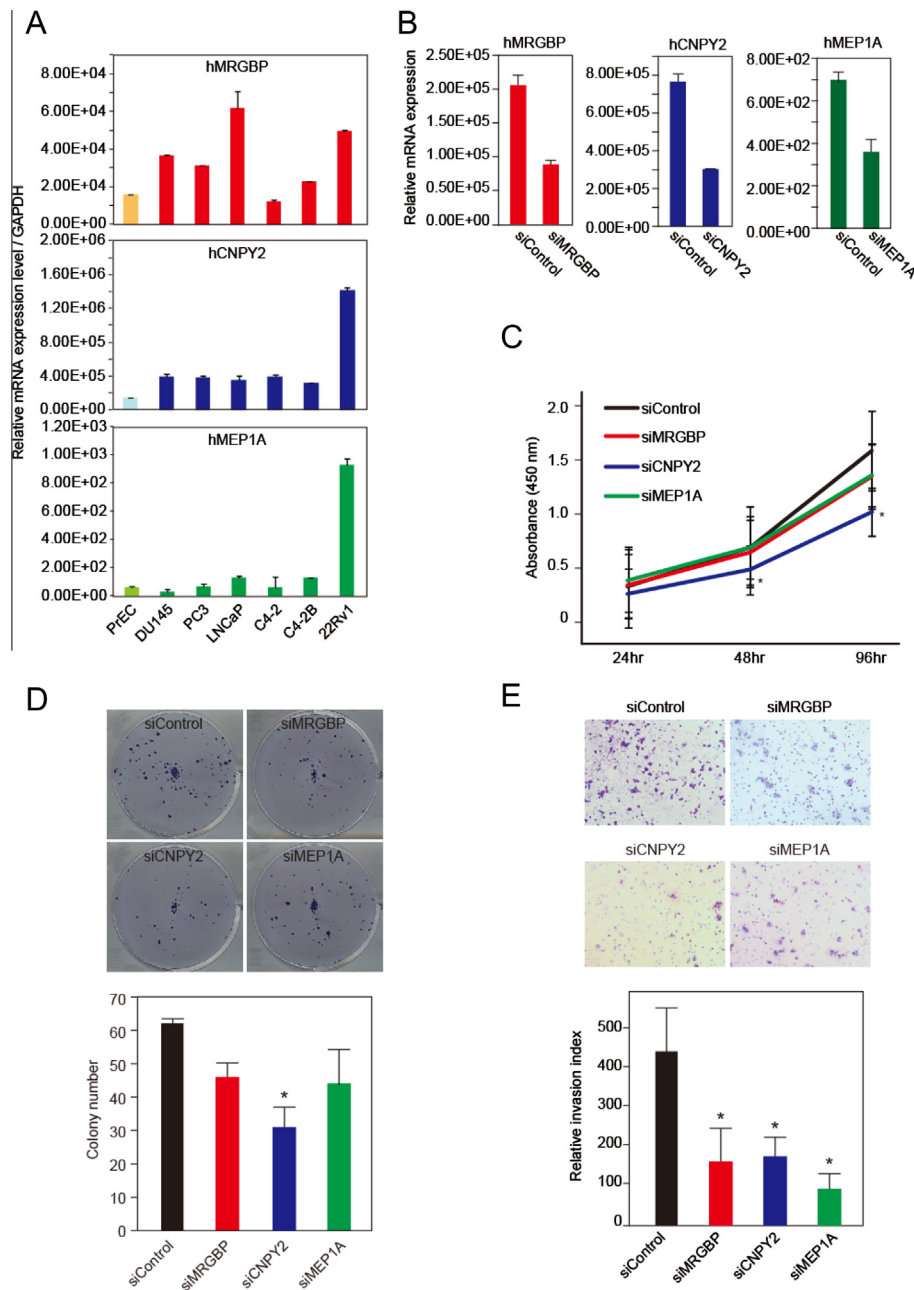 A
Relative mRNA expression level / GAPDH
hMRGBP
8.00E+04
6.00E+04
4.00E+04
2.00E+04
0.00E+00
hCNPY2
2.00E+06
1.60E+06
1.20E+06
8.00E+05
4.00E+05
0.00E+00
hMEP1A
1.20E+03
1.00E+03
8.00E+02
6.00E+02
4.00E+02
2.00E+02
0.00E+00
PrEC
DU145
PC3
LNCaP
C4-2
C4-2B
22Rv1
B
Relative mRNA expression
hMRGBP
2.00E+05
2.50E+05
1.50E+05
1.00E+05
5.00E+04
0.00E+00
siControl
siMRGBP
hCNPY2
8.00E+05
6.00E+05
4.00E+05
2.00E+05
0.00E+00
siControl
siCNPY2
hMEP1A
8.00E+02
6.00E+02
4.00E+02
2.00E+02
0.00E+00
siControl
siMEP1A
C
Absorbance (450 nm)
2.0
1.5
1.0
0.5
0
siControl
siMRGBP
siCNPY2
siMEP1A
*
*
24hr
48hr
96hr
D
siControl
siMRGBP
siCNPY2
siMEP1A
Colony number
70
60
50
40
30
20
10
0
*
siControl
siMRGBP
siCNPY2
siMEP1A
E
siControl
siMRGBP
siCNPY2
siMEP1A
Relative invasion index
500
400
300
200
100
0
*
*
*
siControl
siMRGBP
siCNPY2
siMEP1A